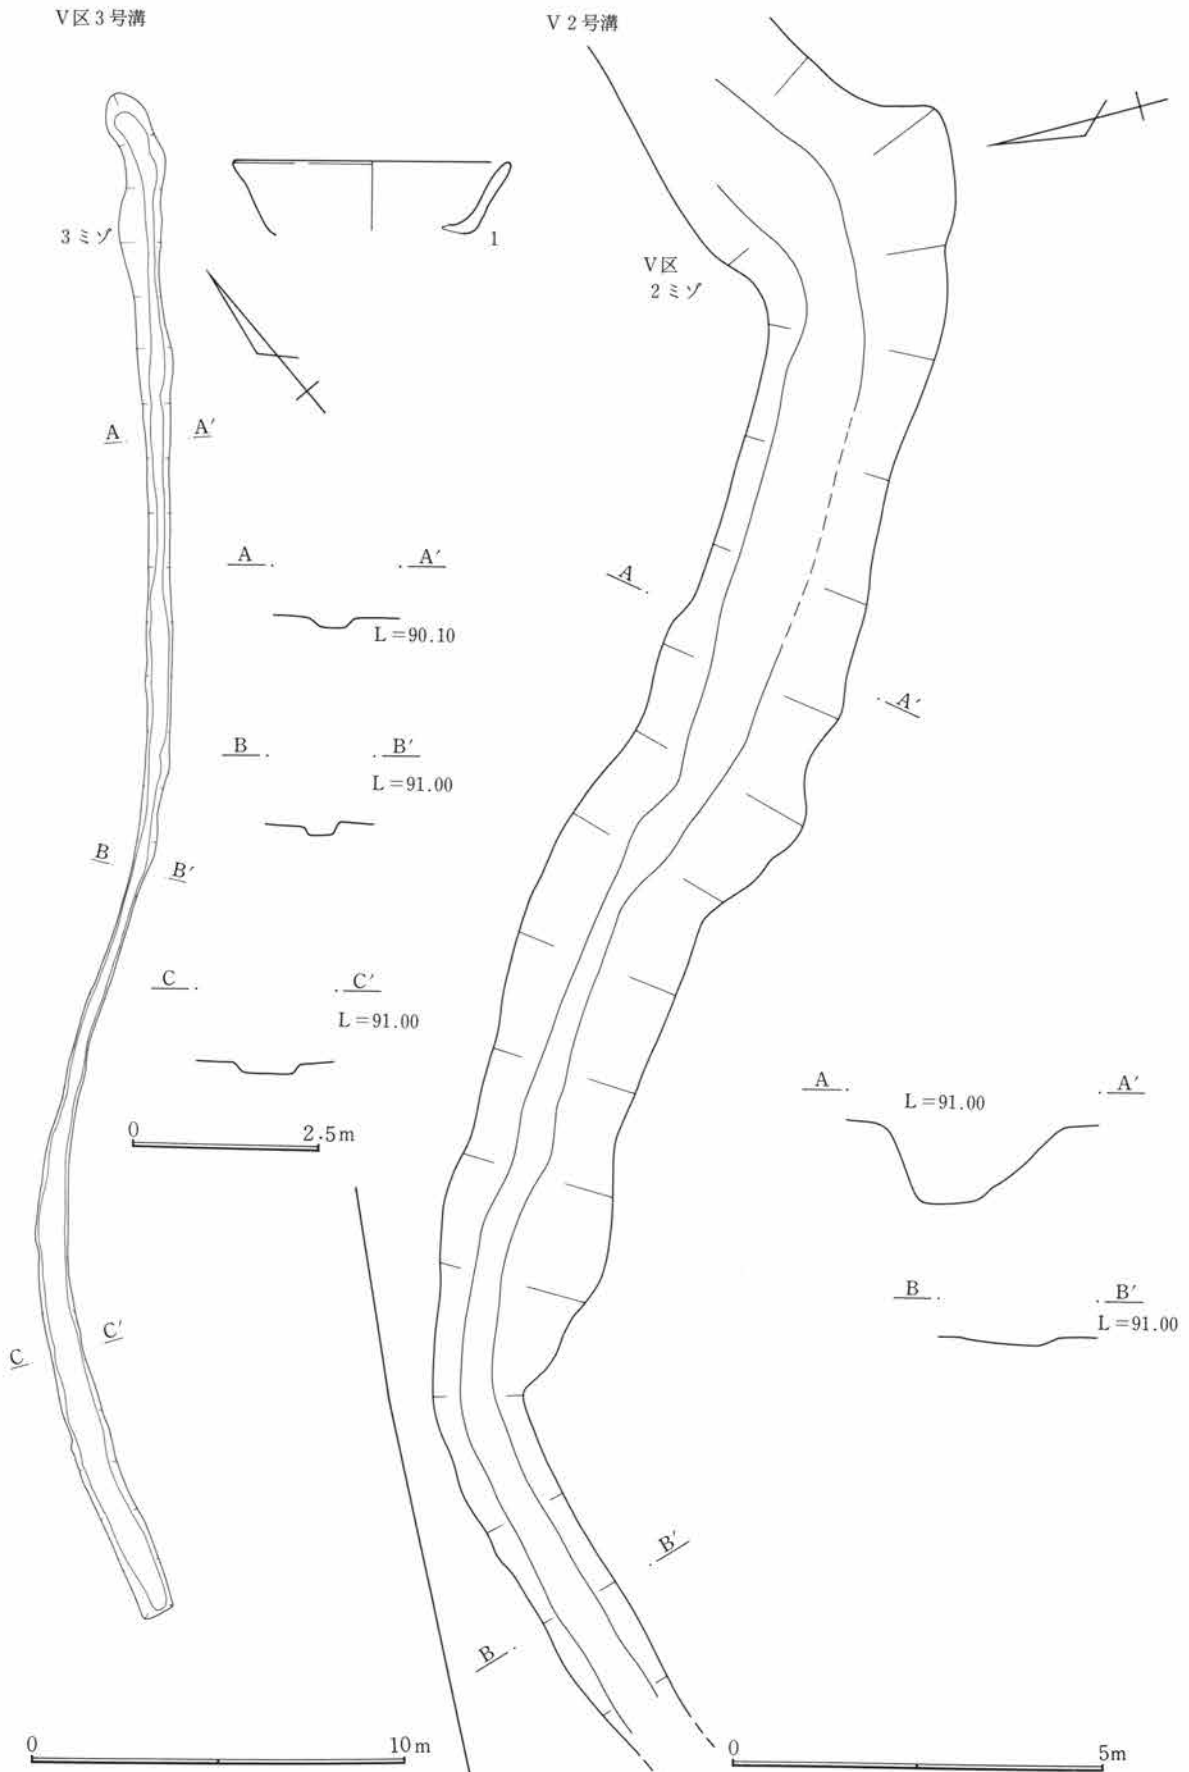 V区3号溝
V 2号溝
3ミゾ
1
V区
2ミゾ
A A′
A A′
L=90.10
B B′
L=91.00
B
B′
C C′
L=91.00
0 2.5m
C
C′
0 10m
A
A′
A A′
L=91.00
B B′
L=91.00
B′
B
0 5m